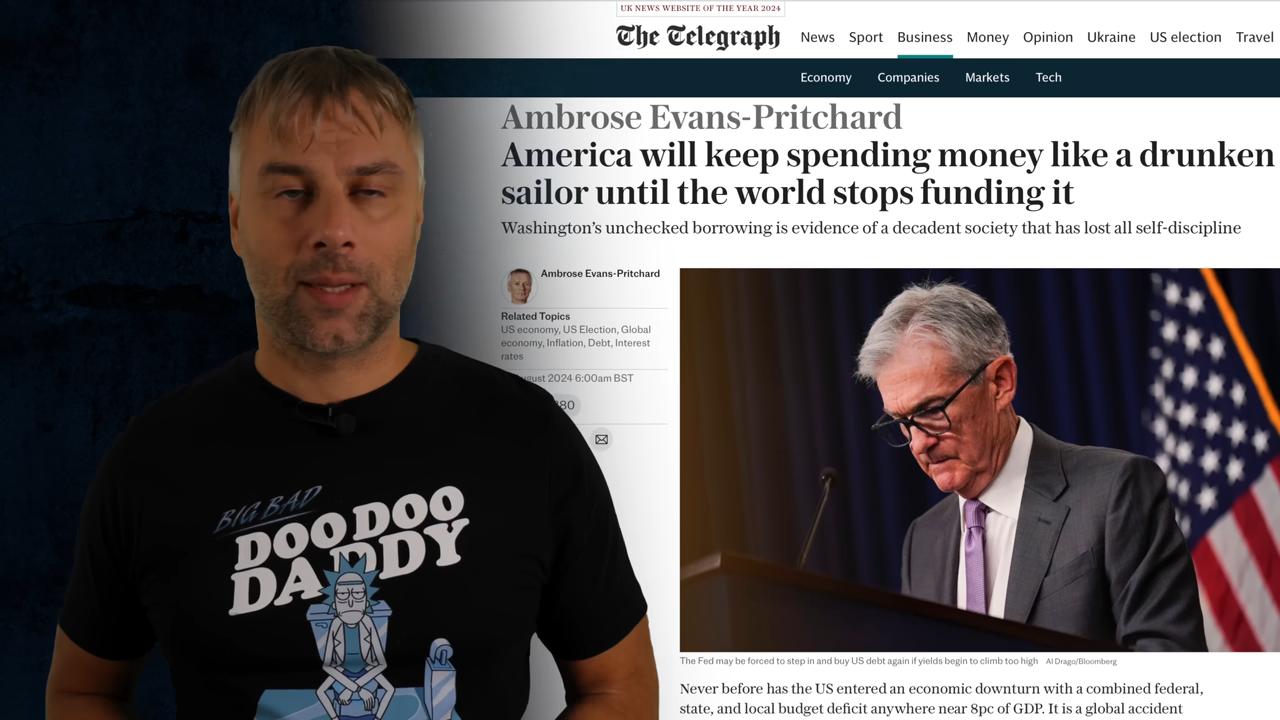 UK NEWS WEBSITE OF THE YEAR 2024
The Telegraph
News Sport Business Money Opinion Ukraine US election Travel
Economy Companies Markets Tech
Ambrose Evans-Pritchard
America will keep spending money like a drunken
sailor until the world stops funding it
Washington's unchecked borrowing is evidence of a decadent society that has lost all self-discipline
Ambrose Evans-Pritchard
Related Topics
US economy, US Election, Global
economy, Inflation, Debt, Interest
rates
2024 6:00am BST
The Fed may be forced to step in and buy US debt again if yields begin to climb too high Al Drago/Bloomberg
Never before has the US entered an economic downturn with a combined federal,
state, and local budget deficit anywhere near 8pc of GDP. It is a global accident
BIG BAD
DOO DOO
DADDY